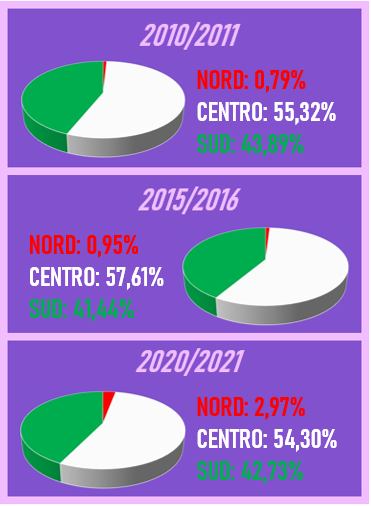 2010/2011
NORD: 0,79%
CENTRO: 55,32%
SUD: 43,89%
2015/2016
NORD: 0,95%
CENTRO: 57,61%
SUD: 41,44%
2020/2021
NORD: 2,97%
CENTRO: 54,30%
SUD: 42,73%